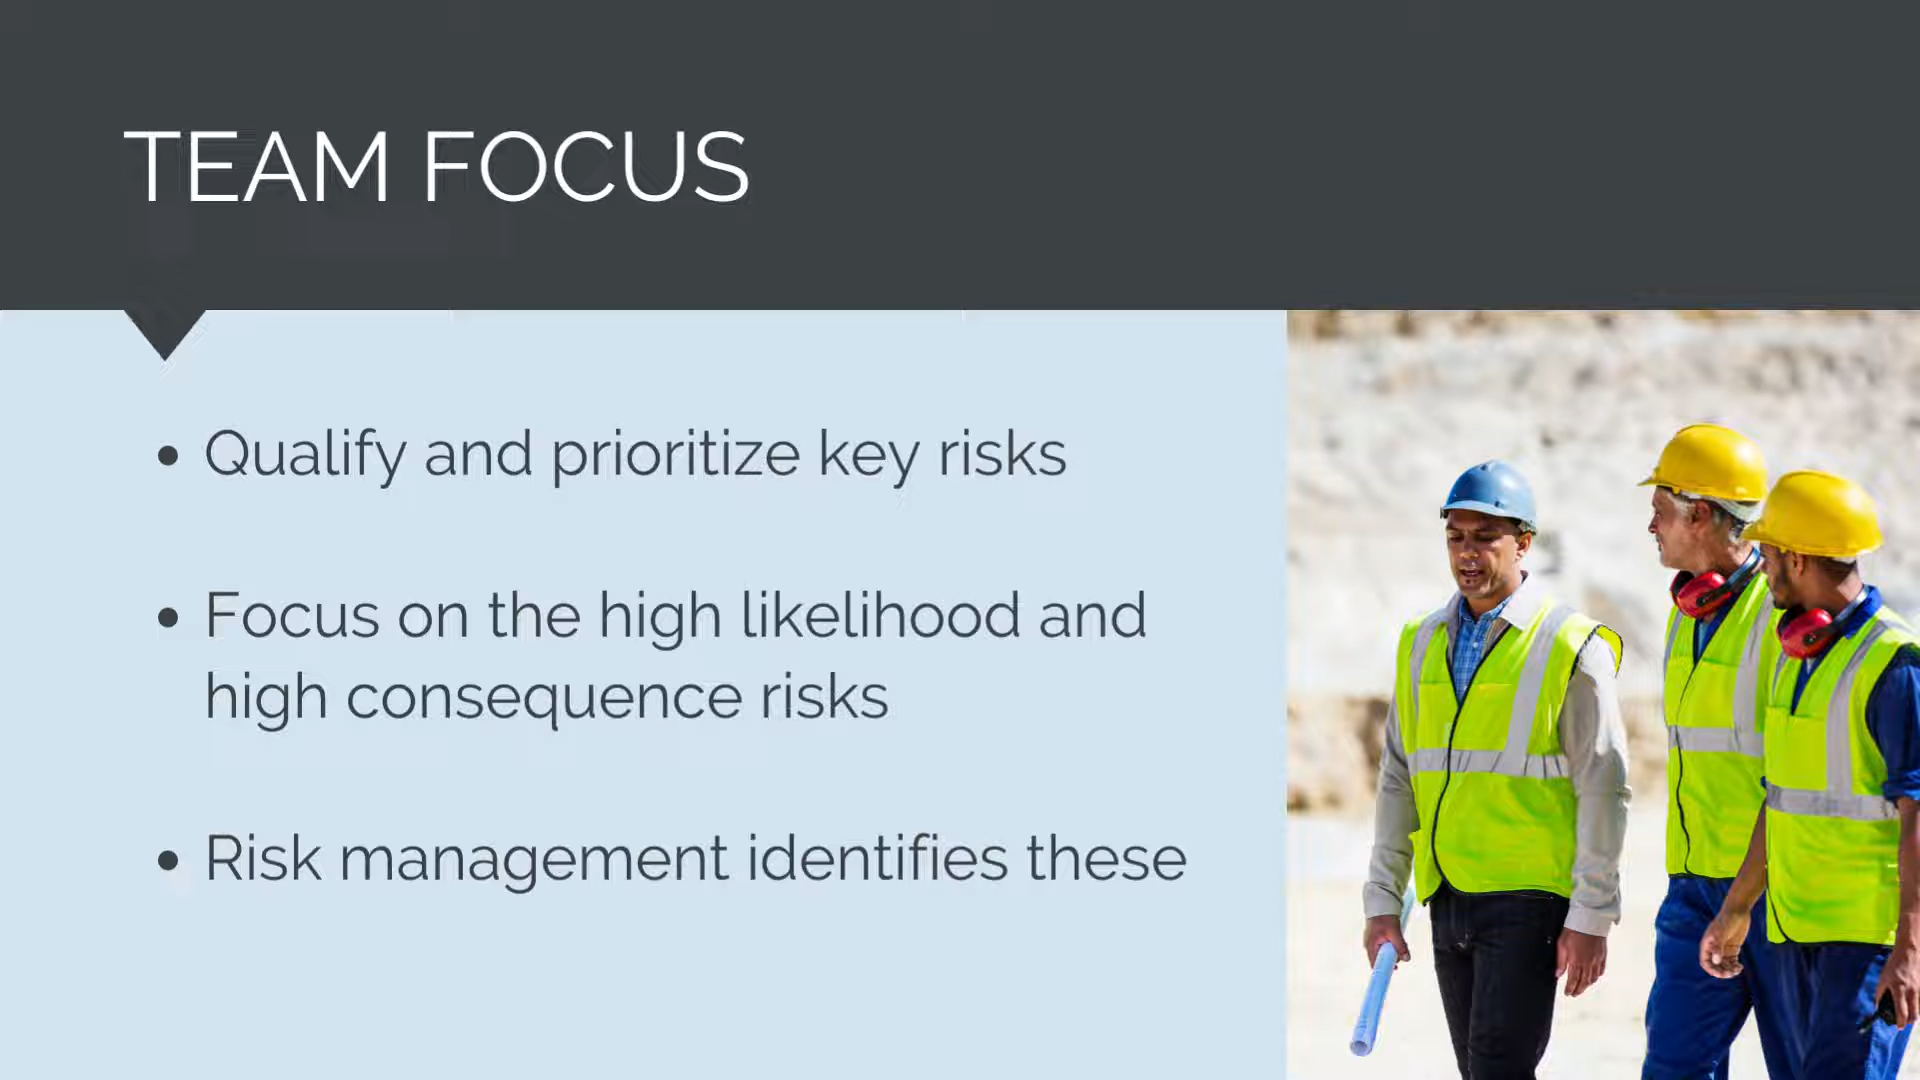 TEAM FOCUS
• Qualify and prioritize key risks
• Focus on the high likelihood and
high consequence risks
• Risk management identifies these